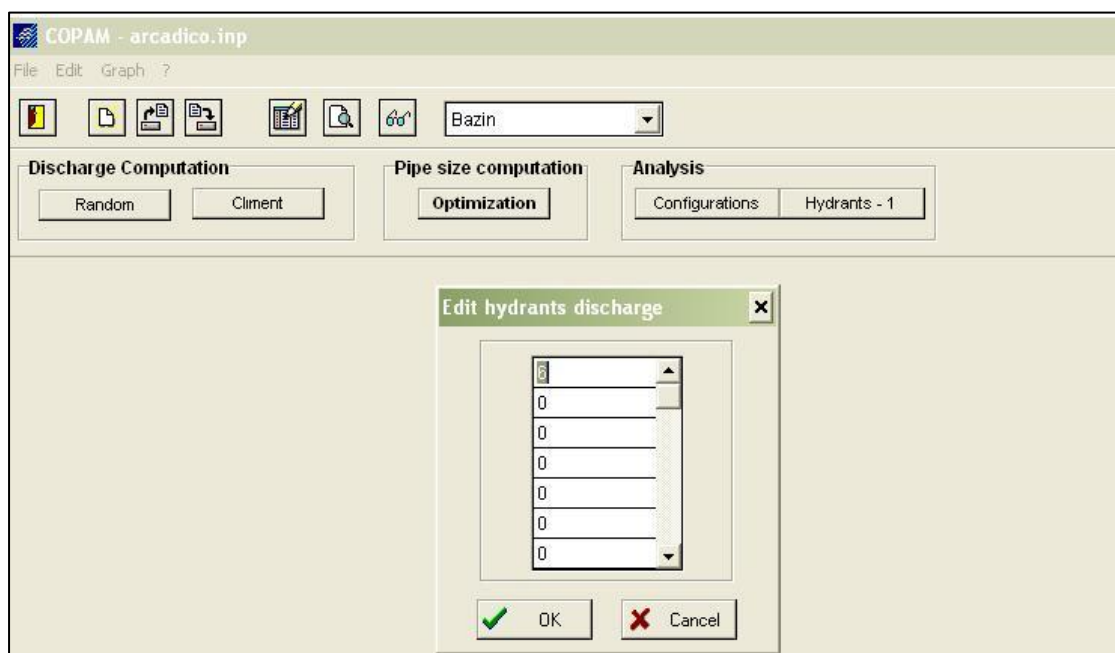 COPAM - arcadico.inp
File Edit Graph ?
Bazin
Discharge Computation
Random
Climent
Pipe size computation
Optimization
Analysis
Configurations
Hydrants - 1
Edit hydrants discharge
6
0
0
0
0
0
0
OK
Cancel